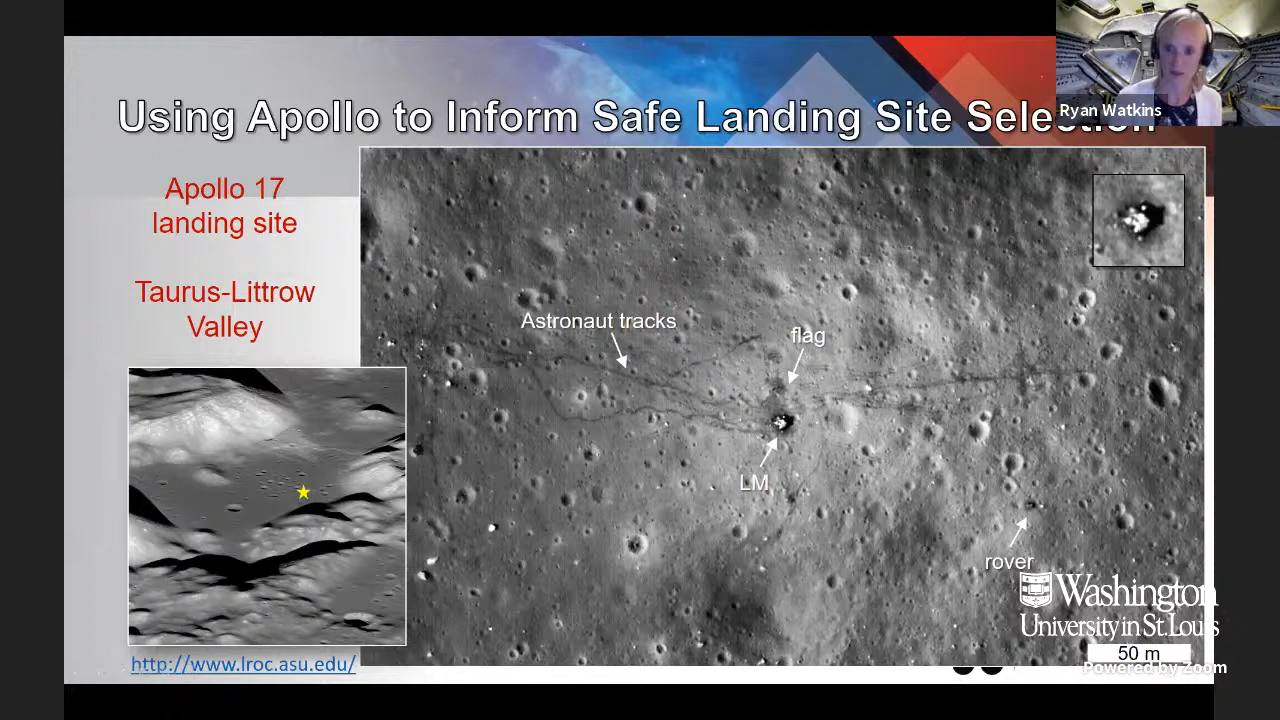 Using Apollo to Inform Safe Landing Site Selection
Ryan Watkins
Apollo 17
landing site
Taurus-Littrow
Valley
Astronaut tracks
flag
LM
rover
Washington
University in St. Louis
50 m
Powered by Zoom
http://www.lroc.asu.edu/